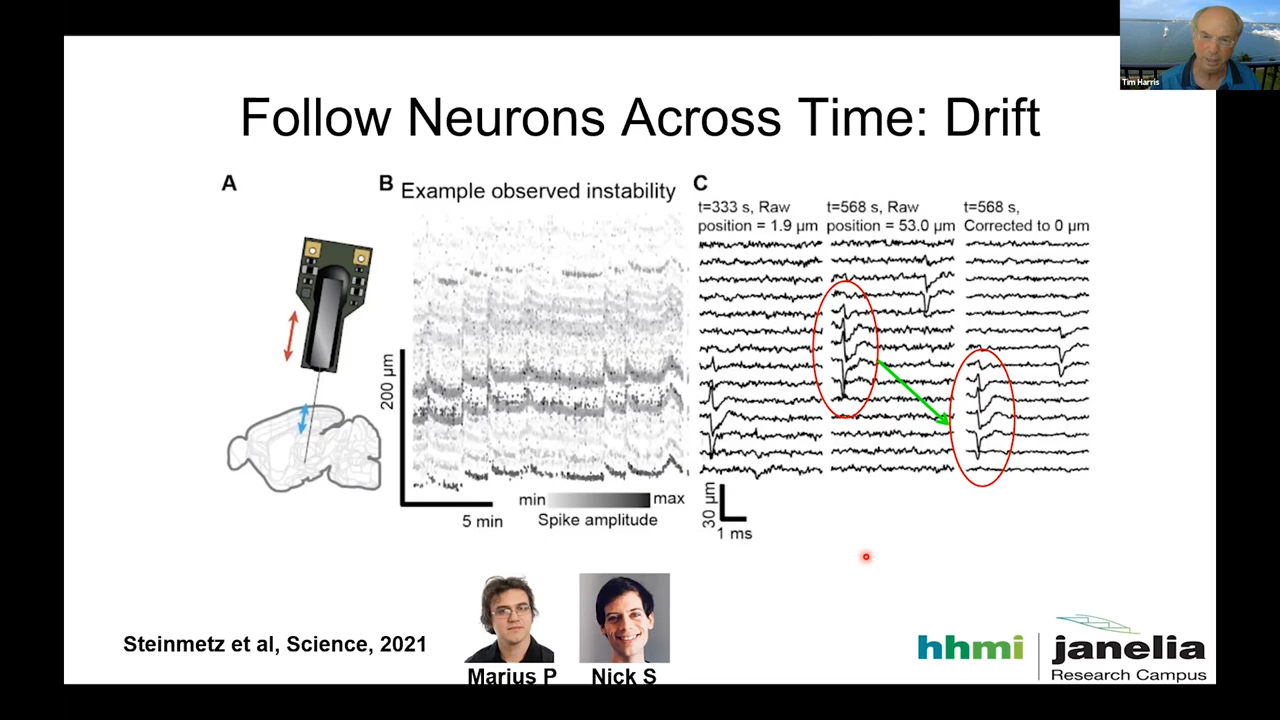 Tim Harris
Follow Neurons Across Time: Drift
A
B
Example observed instability
C
t=333 s, Raw
position = 1.9 µm
t=568 s, Raw
position = 53.0 µm
t=568 s,
Corrected to 0 µm
200 µm
5 min
min
max
Spike amplitude
30 µm
1 ms
Steinmetz et al, Science, 2021
Marius P
Nick S
hhmi
janelia
Research Campus